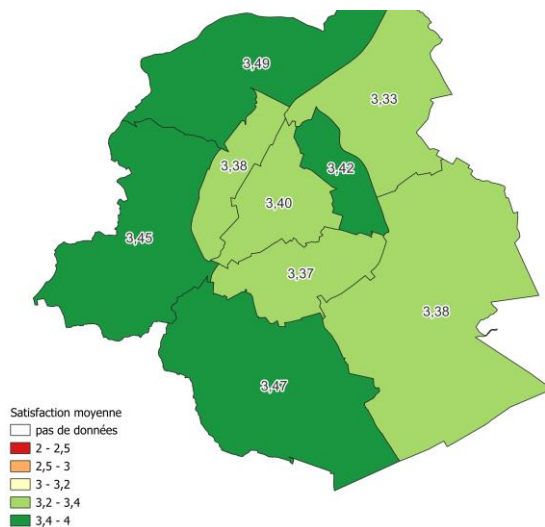 3,49
3,33
3,38
3,42
3,40
3,45
3,37
3,38
3,47
Satisfaction moyenne
pas de données
2 - 2,5
2,5 - 3
3 - 3,2
3,2 - 3,4
3,4 - 4